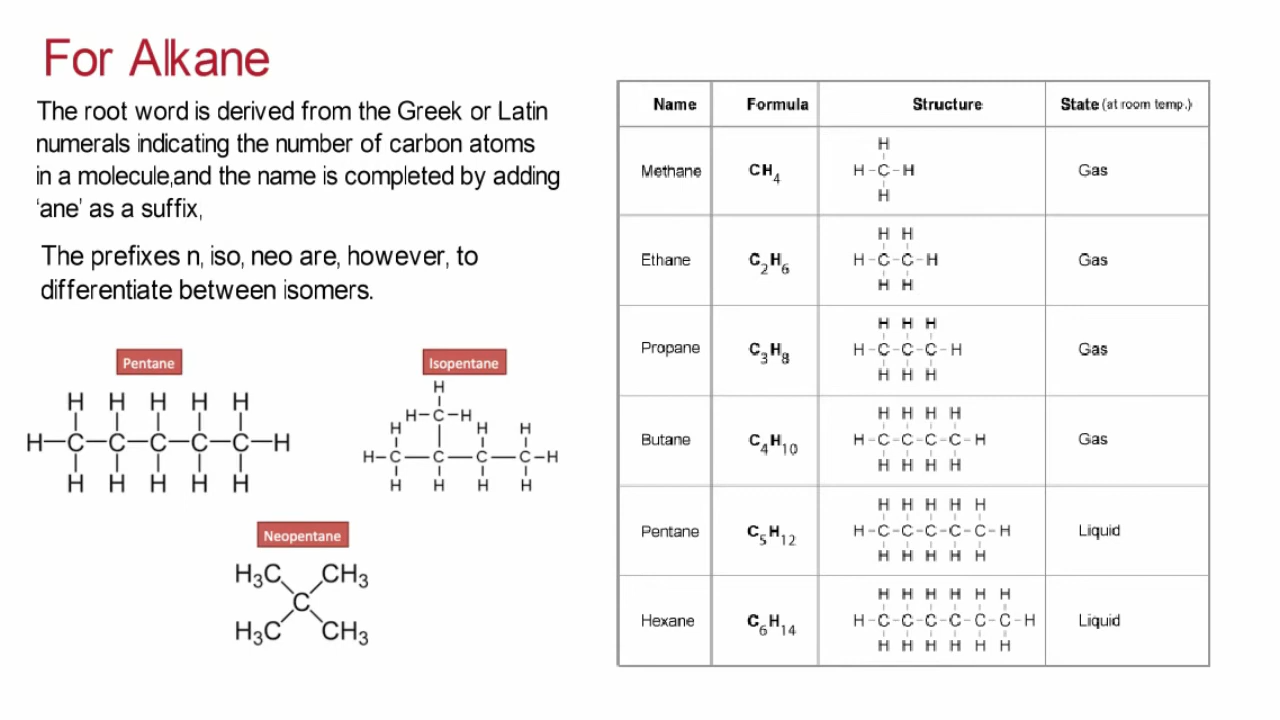 For Alkane
The root word is derived from the Greek or Latin
numerals indicating the number of carbon atoms
in a molecule,and the name is completed by adding
‘ane’ as a suffix,
The prefixes n, iso, neo are, however, to
differentiate between isomers.
Pentane
H H H H H
H—C—C—C—C—C—H
H H H H H
Isopentane
H
H—C—H
H H H
H—C—C—C—C—H
H H H H
Neopentane
H₃C CH₃
C
H₃C CH₃
Name Formula Structure State (at room temp.)
H
Methane CH₄ H-C-H Gas
H
H H
Ethane C₂H₆ H-C-C-H Gas
H H
H H H
Propane C₃H₈ H-C-C-C-H Gas
H H H
H H H H
Butane C₄H₁₀ H-C-C-C-C-H Gas
H H H H
H H H H H
Pentane C₅H₁₂ H-C-C-C-C-C-H Liquid
H H H H H
H H H H H H
Hexane C₆H₁₄ H-C-C-C-C-C-C-H Liquid
H H H H H H